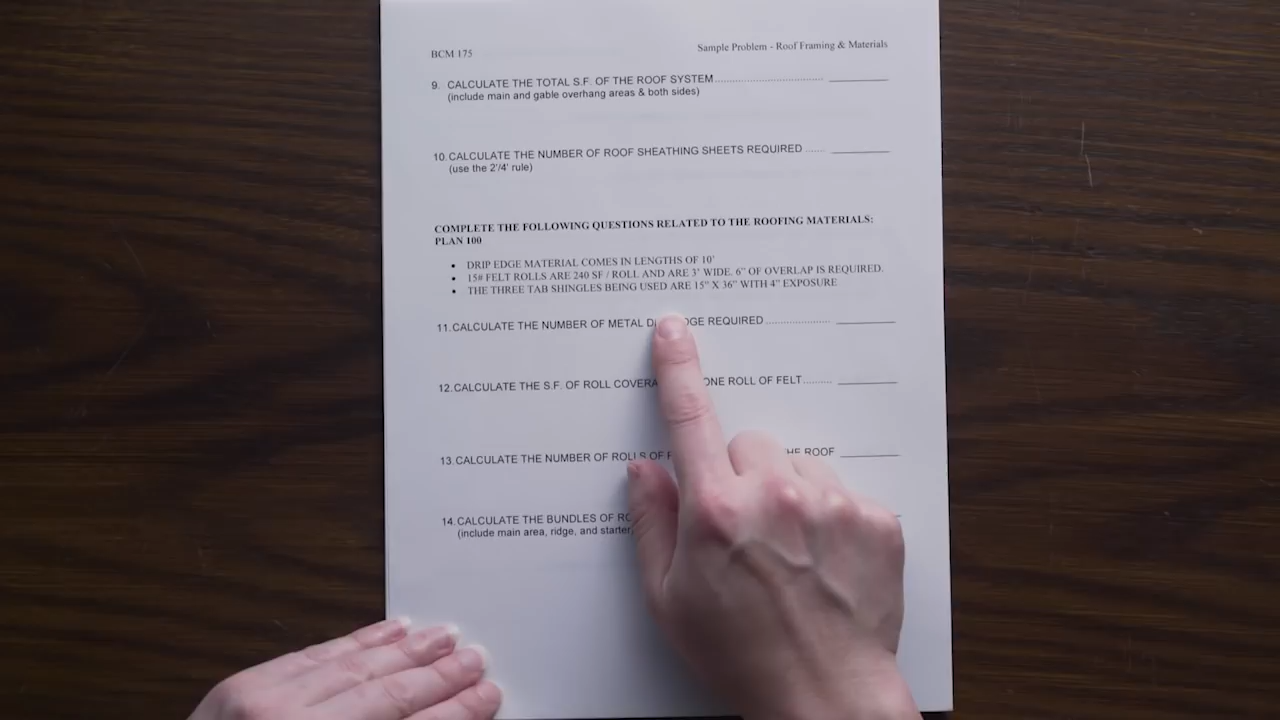 BCM 175
Sample Problem - Roof Framing & Materials
9. CALCULATE THE TOTAL S.F. OF THE ROOF SYSTEM
(include main and gable overhang areas & both sides)
10. CALCULATE THE NUMBER OF ROOF SHEATHING SHEETS REQUIRED
(use the 2'/4' rule)
COMPLETE THE FOLLOWING QUESTIONS RELATED TO THE ROOFING MATERIALS:
PLAN 100
• DRIP EDGE MATERIAL COMES IN LENGTHS OF 10'
• 15# FELT ROLLS ARE 240 SF / ROLL AND ARE 3' WIDE. 6" OF OVERLAP IS REQUIRED.
• THE THREE TAB SHINGLES BEING USED ARE 15" X 36" WITH 4" EXPOSURE
11. CALCULATE THE NUMBER OF METAL REQUIRED
12. CALCULATE THE S.F. OF ROLL ONE ROLL OF FELT
13. CALCULATE THE NUMBER OF ROLLS OF ROOF
14. CALCULATE THE BUNDLES OF
(include main area, ridge, and starter